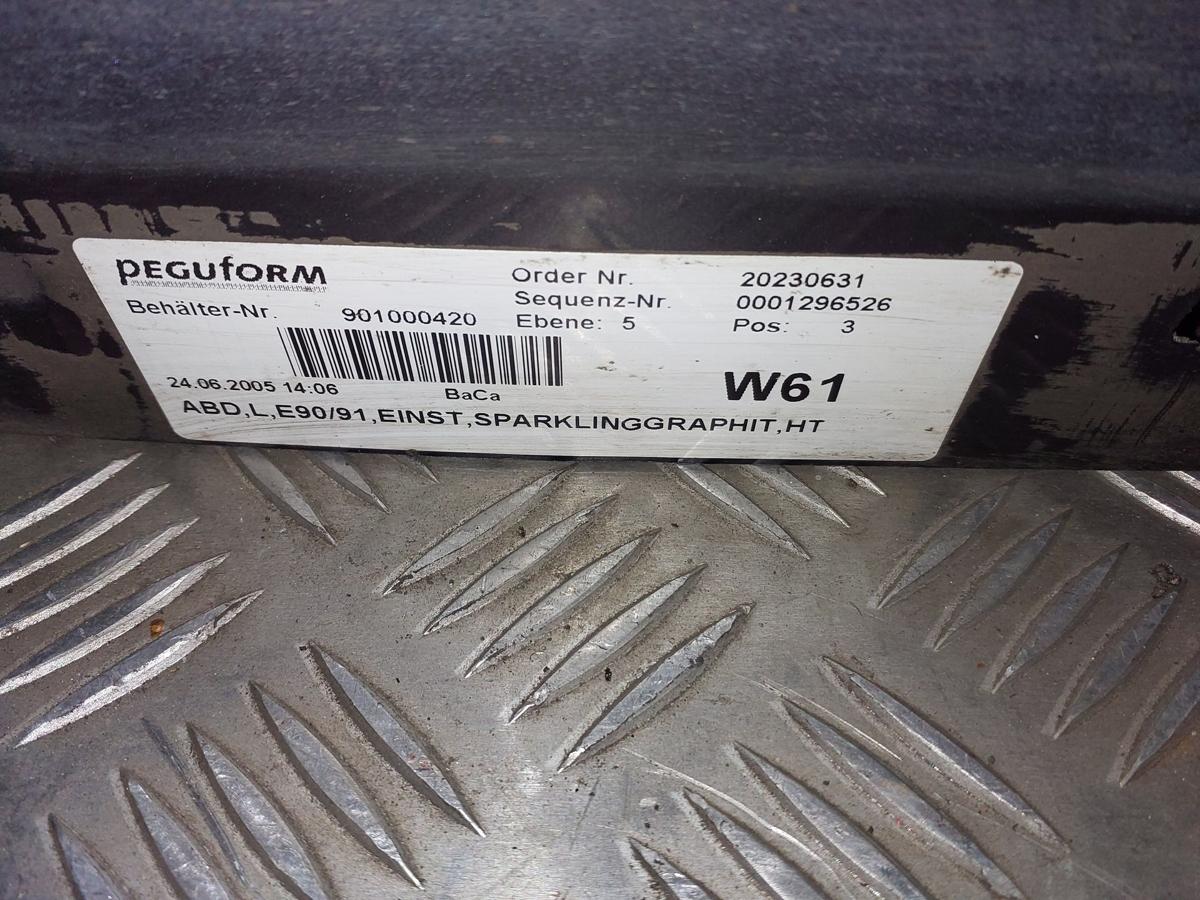 PEGUFORM
Order Nr. 20230631
Sequenz-Nr. 0001296526
Behälter-Nr. 901000420
Ebene: 5 Pos: 3
24.06.2005 14:06
BaCa
W61
ABD,L,E90/91,EINST,SPARKLINGGRAPHIT,HT